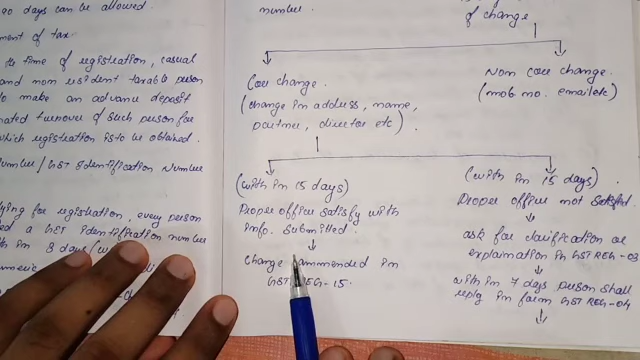 90 days can be allowed.
ment of tax
the time of registration, casual
and non resident taxable person
to make an advance deposit
mated turnover of such person for
which registration is to be obtained.
Number / GST Identification Number
lying for registration, every person
a GST identification number
with in 3 days
number.
of change
Core change.
(change in address, name,
partner, director etc)
Non core change.
(mob no. email etc)
(with in 15 days)
Proper officer satisfy with
info. submitted.
Change ammended in
GST REG-15.
(with in 15 days)
Proper officer not satisfied
ask for clarification or
explaination in GST REG-03
with in 7 days person shall
reply in form GST REG-04